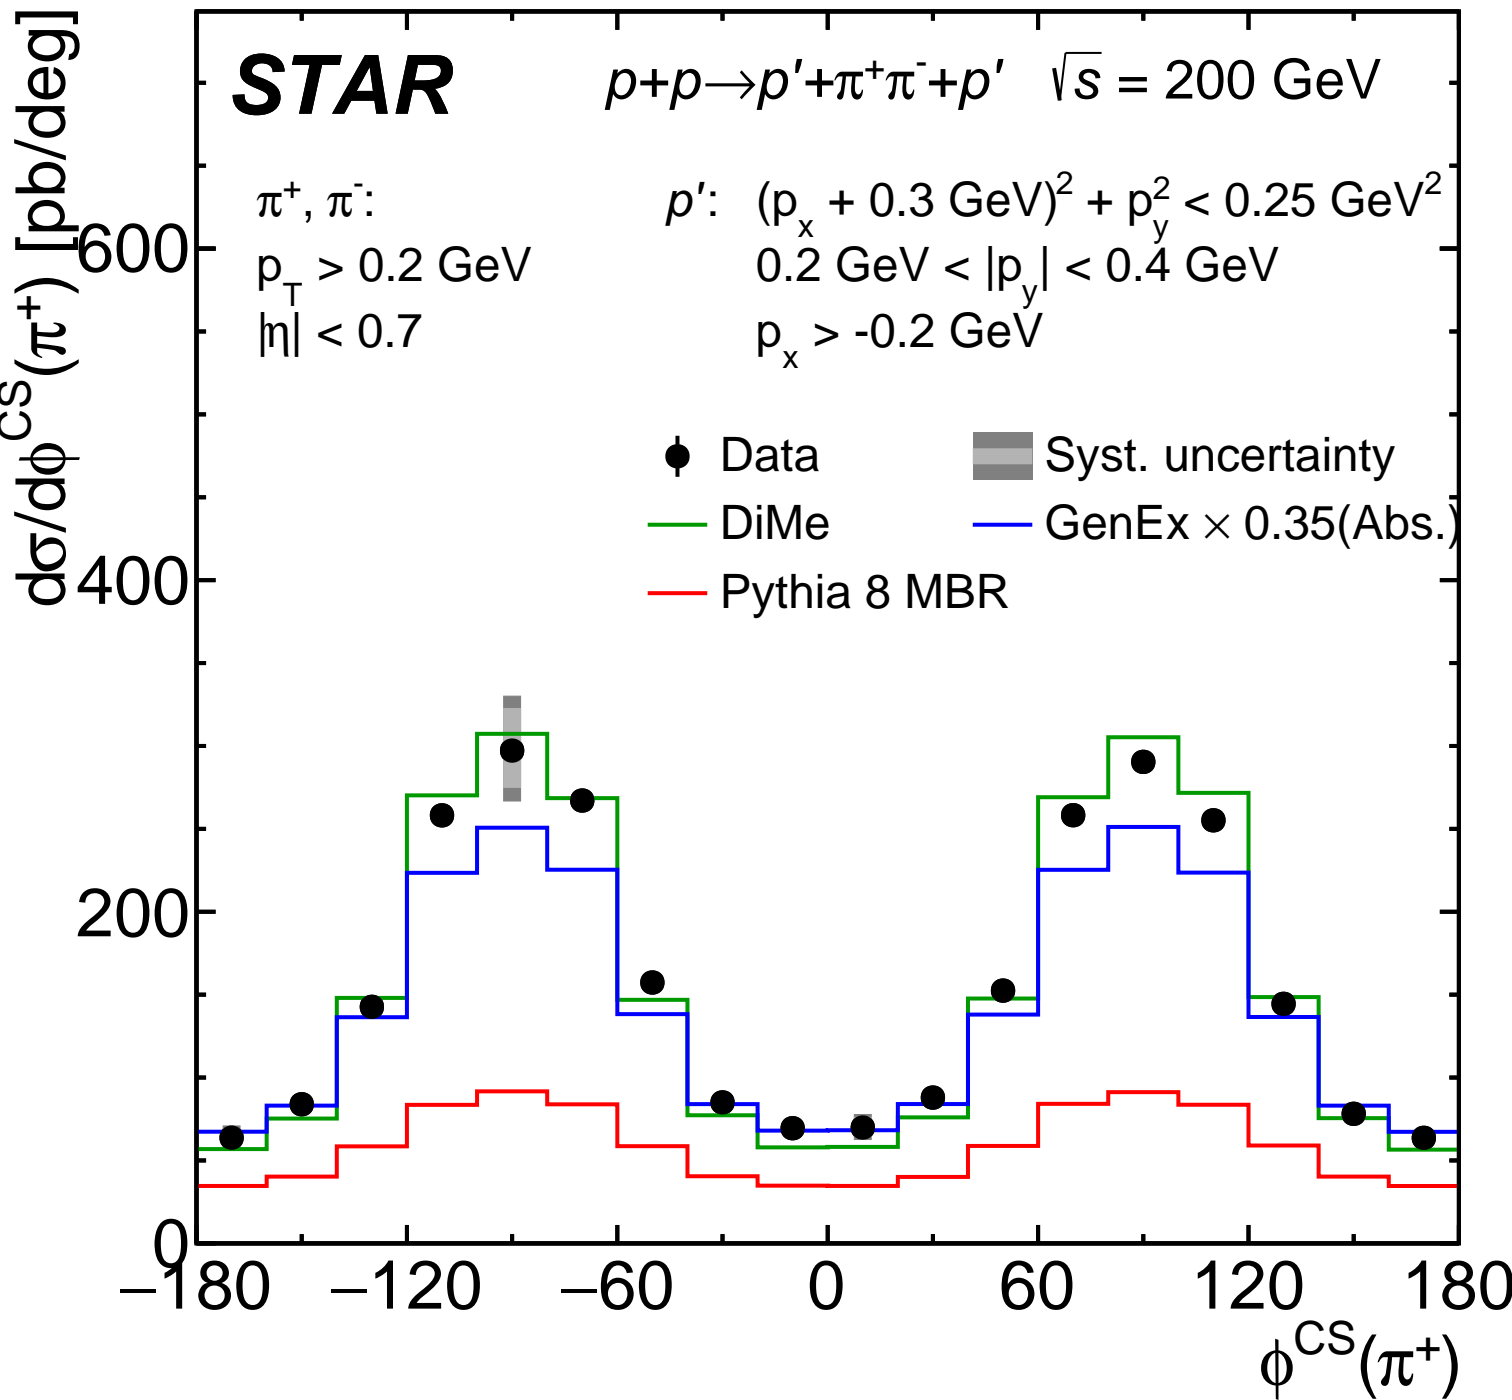 STAR p+p→p′+π⁺π⁻+p′ √s = 200 GeV
π⁺, π⁻: p′: (pₓ + 0.3 GeV)² + p_y² < 0.25 GeV²
p_T > 0.2 GeV 0.2 GeV < |p_y| < 0.4 GeV
|η| < 0.7 pₓ > -0.2 GeV
Data Syst. uncertainty
DiMe GenEx × 0.35(Abs.)
Pythia 8 MBR
dσ/dϕ^CS(π⁺) [pb/deg]
600
400
200
0
−180 −120 −60 0 60 120 180
ϕ^CS(π⁺)